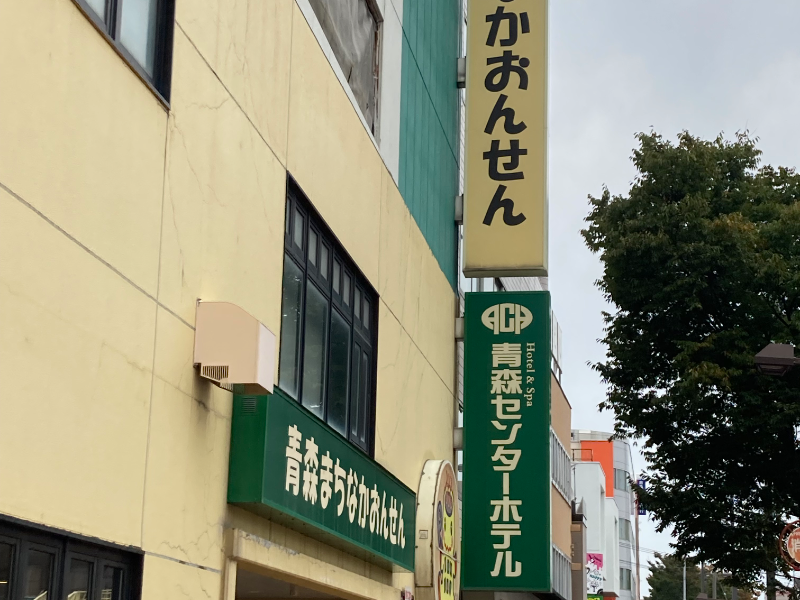 なかおんせん
ACH
Hotel & Spa
青森センターホテル
青森まちなかおんせん